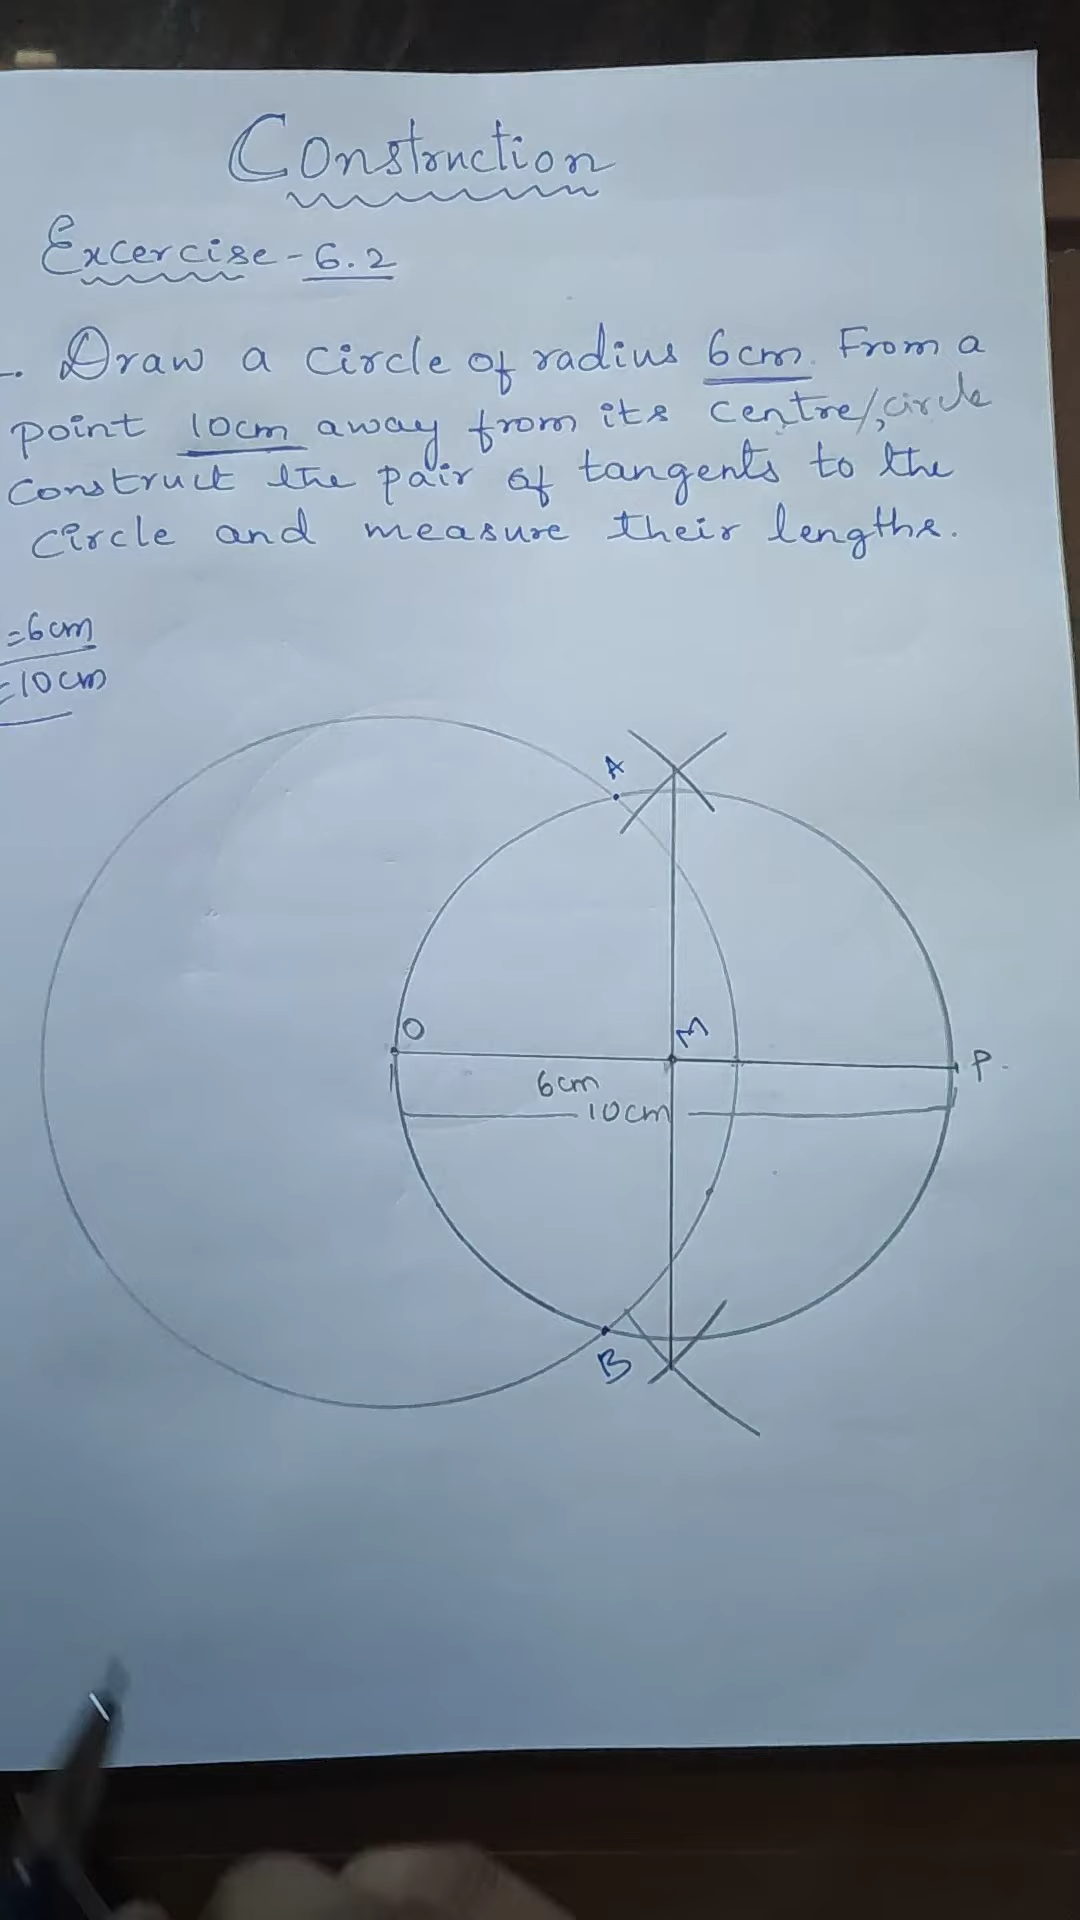 Construction
Excercise - 6.2
Draw a circle of radius 6cm. From a
point 10cm away from its centre/circle
construct the pair of tangents to the
circle and measure their lengths.
=6cm
=10cm
A
O
M
P.
6cm
10cm
B